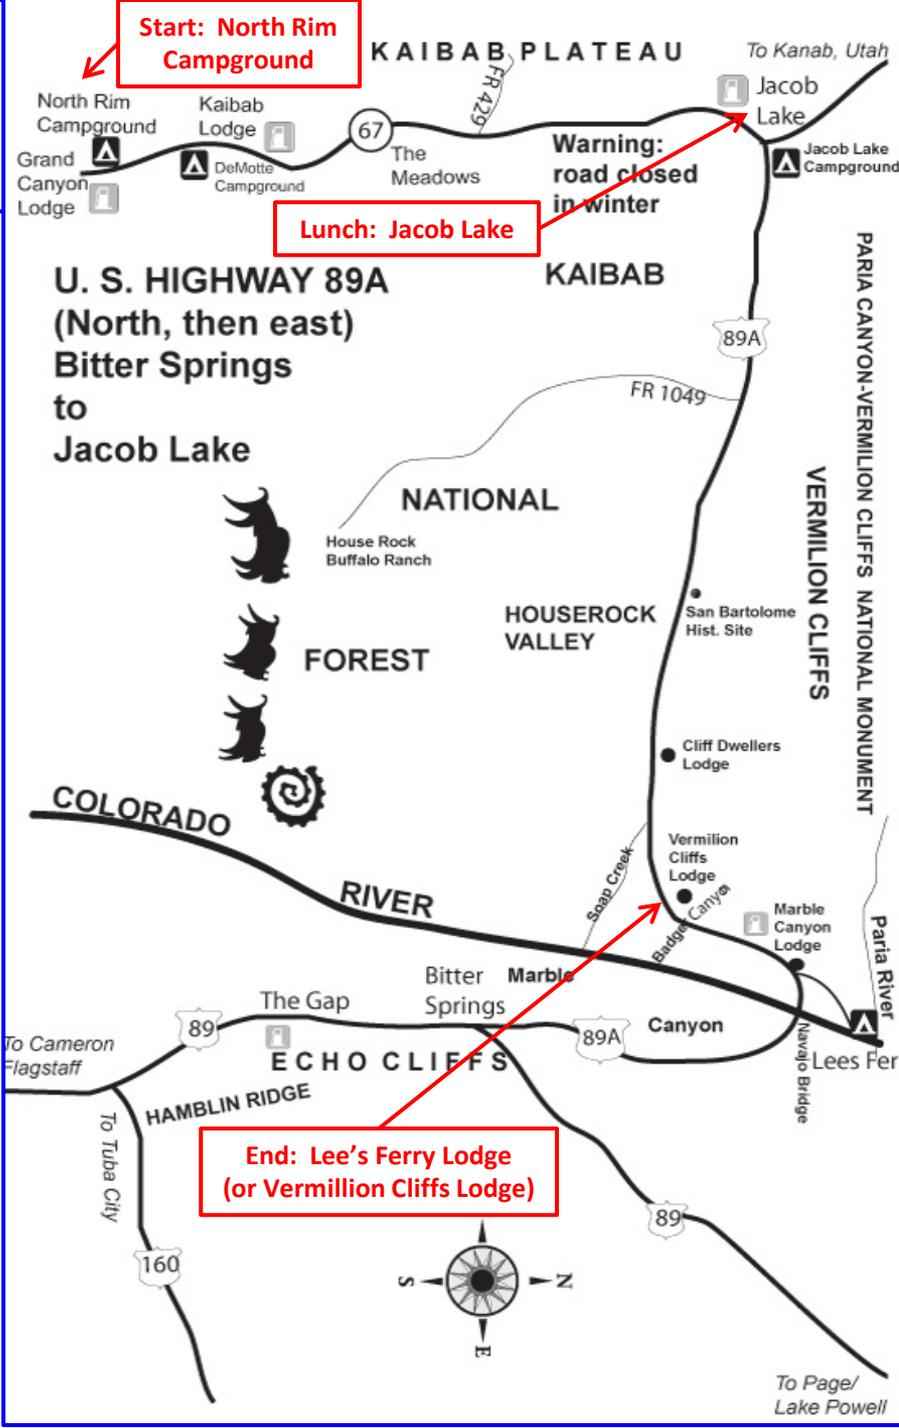 Start: North Rim
Campground
KAIBAB PLATEAU
To Kanab, Utah
FR 429
Jacob
Lake
North Rim
Campground
Kaibab
Lodge
67
The
Meadows
Warning:
road closed
in winter
Jacob Lake
Campground
Grand
Canyon
Lodge
DeMotte
Campground
Lunch: Jacob Lake
U. S. HIGHWAY 89A
(North, then east)
Bitter Springs
to
Jacob Lake
KAIBAB
89A
FR 1049
PARIA CANYON-VERMILION CLIFFS NATIONAL MONUMENT
VERMILION CLIFFS
NATIONAL
House Rock
Buffalo Ranch
HOUSEROCK
VALLEY
San Bartolome
Hist. Site
FOREST
Cliff Dwellers
Lodge
COLORADO
RIVER
Soap Creek
Vermilion
Cliffs
Lodge
Badger Canyon
Marble
Canyon
Lodge
Paria River
Bitter
Springs
Marble
Canyon
The Gap
89
89A
Navajo Bridge
Lees Fer
To Cameron
Flagstaff
ECHO CLIFFS
HAMBLIN RIDGE
To Tuba City
End: Lee's Ferry Lodge
(or Vermillion Cliffs Lodge)
89
160
S
N
E
To Page/
Lake Powell